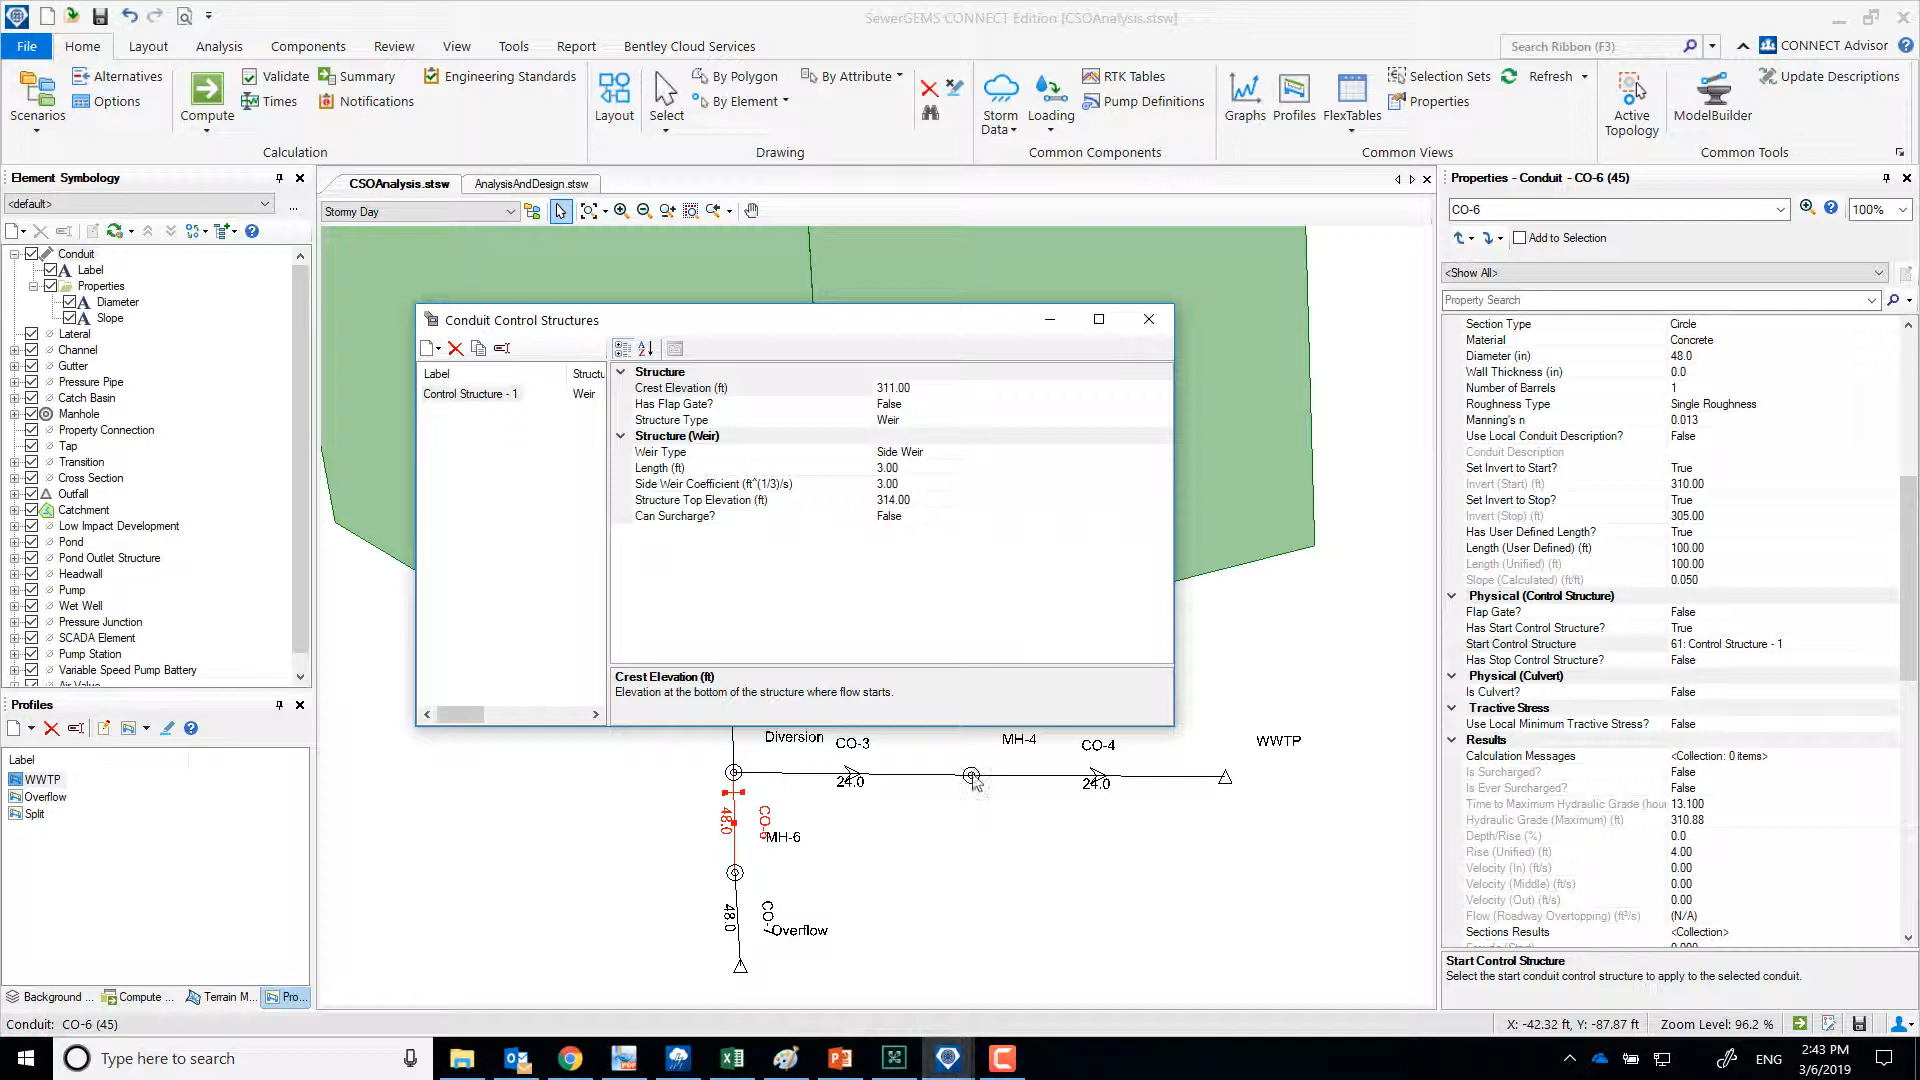 SewerGEMS CONNECT Edition [CSOAnalysis.stsw]
File Home Layout Analysis Components Review View Tools Report Bentley Cloud Services
Search Ribbon (F3)
CONNECT Advisor
Scenarios
Alternatives
Options
Compute
Validate
Times
Summary
Notifications
Engineering Standards
Calculation
Layout
Select
By Polygon
By Element
By Attribute
Drawing
Storm Data
Loading
RTK Tables
Pump Definitions
Common Components
Graphs
Profiles
FlexTables
Selection Sets
Properties
Refresh
Common Views
Active Topology
ModelBuilder
Update Descriptions
Common Tools
Element Symbology
<default>
...
Conduit
Label
Properties
Diameter
Slope
Lateral
Channel
Gutter
Pressure Pipe
Catch Basin
Manhole
Property Connection
Tap
Transition
Cross Section
Outfall
Catchment
Low Impact Development
Pond
Pond Outlet Structure
Headwall
Pump
Wet Well
Pressure Junction
SCADA Element
Pump Station
Variable Speed Pump Battery
Air Valve
Profiles
Label
WWTP
Overflow
Split
Background ...
Compute ...
Terrain M...
Pro...
CSOAnalysis.stsw
AnalysisAndDesign.stsw
Stormy Day
Conduit Control Structures
Label Structu
Control Structure - 1 Weir
Structure
Crest Elevation (ft) 311.00
Has Flap Gate? False
Structure Type Weir
Structure (Weir)
Weir Type Side Weir
Length (ft) 3.00
Side Weir Coefficient (ft^(1/3)/s) 3.00
Structure Top Elevation (ft) 314.00
Can Surcharge? False
Crest Elevation (ft)
Elevation at the bottom of the structure where flow starts.
Diversion
CO-3
24.0
MH-4
CO-4
24.0
WWTP
48.0
CO-6
MH-6
48.0
CO-7
Overflow
Properties - Conduit - CO-6 (45)
CO-6
100%
Add to Selection
<Show All>
Property Search
Section Type Circle
Material Concrete
Diameter (in) 48.0
Wall Thickness (in) 0.0
Number of Barrels 1
Roughness Type Single Roughness
Manning's n 0.013
Use Local Conduit Description? False
Conduit Description
Set Invert to Start? True
Invert (Start) (ft) 310.00
Set Invert to Stop? True
Invert (Stop) (ft) 305.00
Has User Defined Length? True
Length (User Defined) (ft) 100.00
Length (Unified) (ft) 100.00
Slope (Calculated) (ft/ft) 0.050
Physical (Control Structure)
Flap Gate? False
Has Start Control Structure? True
Start Control Structure 61: Control Structure - 1
Has Stop Control Structure? False
Physical (Culvert)
Is Culvert? False
Tractive Stress
Use Local Minimum Tractive Stress? False
Results
Calculation Messages <Collection: 0 items>
Is Surcharged? False
Is Ever Surcharged? False
Time to Maximum Hydraulic Grade (hou 13.100
Hydraulic Grade (Maximum) (ft) 310.88
Depth/Rise (%) 0.0
Rise (Unified) (ft) 4.00
Velocity (In) (ft/s) 0.00
Velocity (Middle) (ft/s) 0.00
Velocity (Out) (ft/s) 0.00
Flow (Roadway Overtopping) (ft³/s) (N/A)
Sections Results <Collection>
Start Control Structure
Select the start conduit control structure to apply to the selected conduit.
Conduit: CO-6 (45)
X: -42.32 ft, Y: -87.87 ft
Zoom Level: 96.2 %
Type here to search
ENG
2:43 PM
3/6/2019